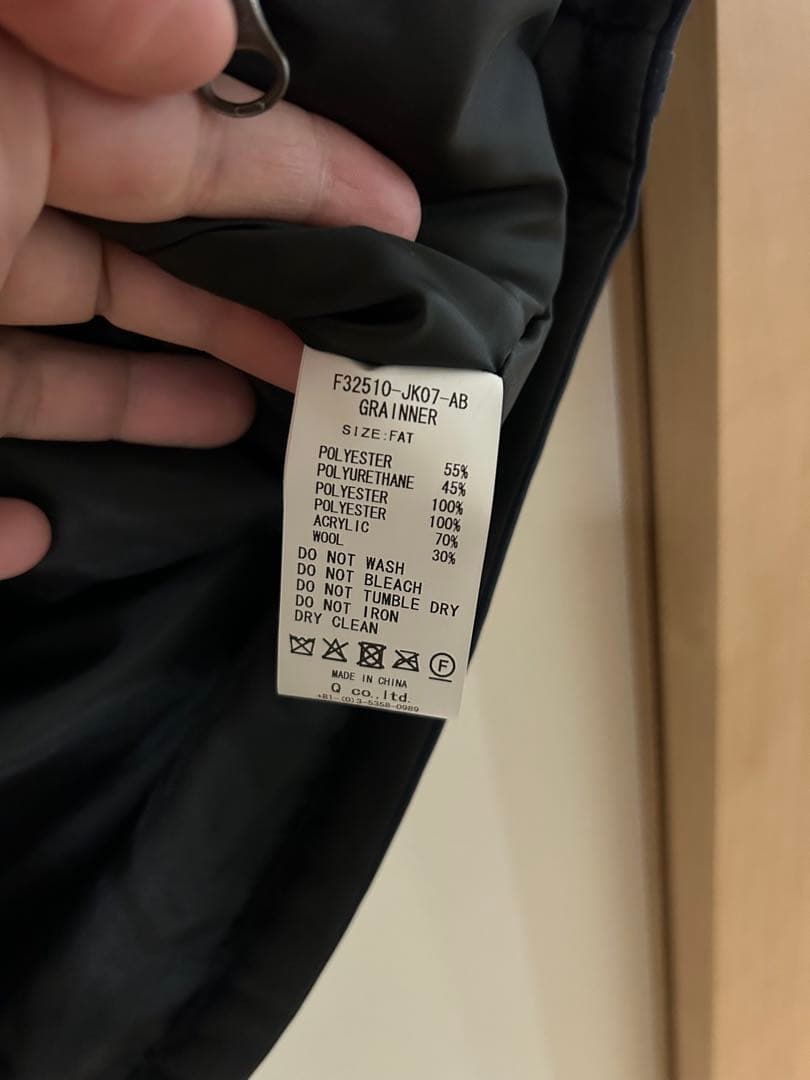 F32510-JK07-AB
GRAINNER
SIZE:FAT
POLYESTER 55%
POLYURETHANE 45%
POLYESTER 100%
POLYESTER 100%
ACRYLIC 70%
WOOL 30%
DO NOT WASH
DO NOT BLEACH
DO NOT TUMBLE DRY
DO NOT IRON
DRY CLEAN
F
MADE IN CHINA
Q co.,ltd.
+81-(0)3-5358-0989